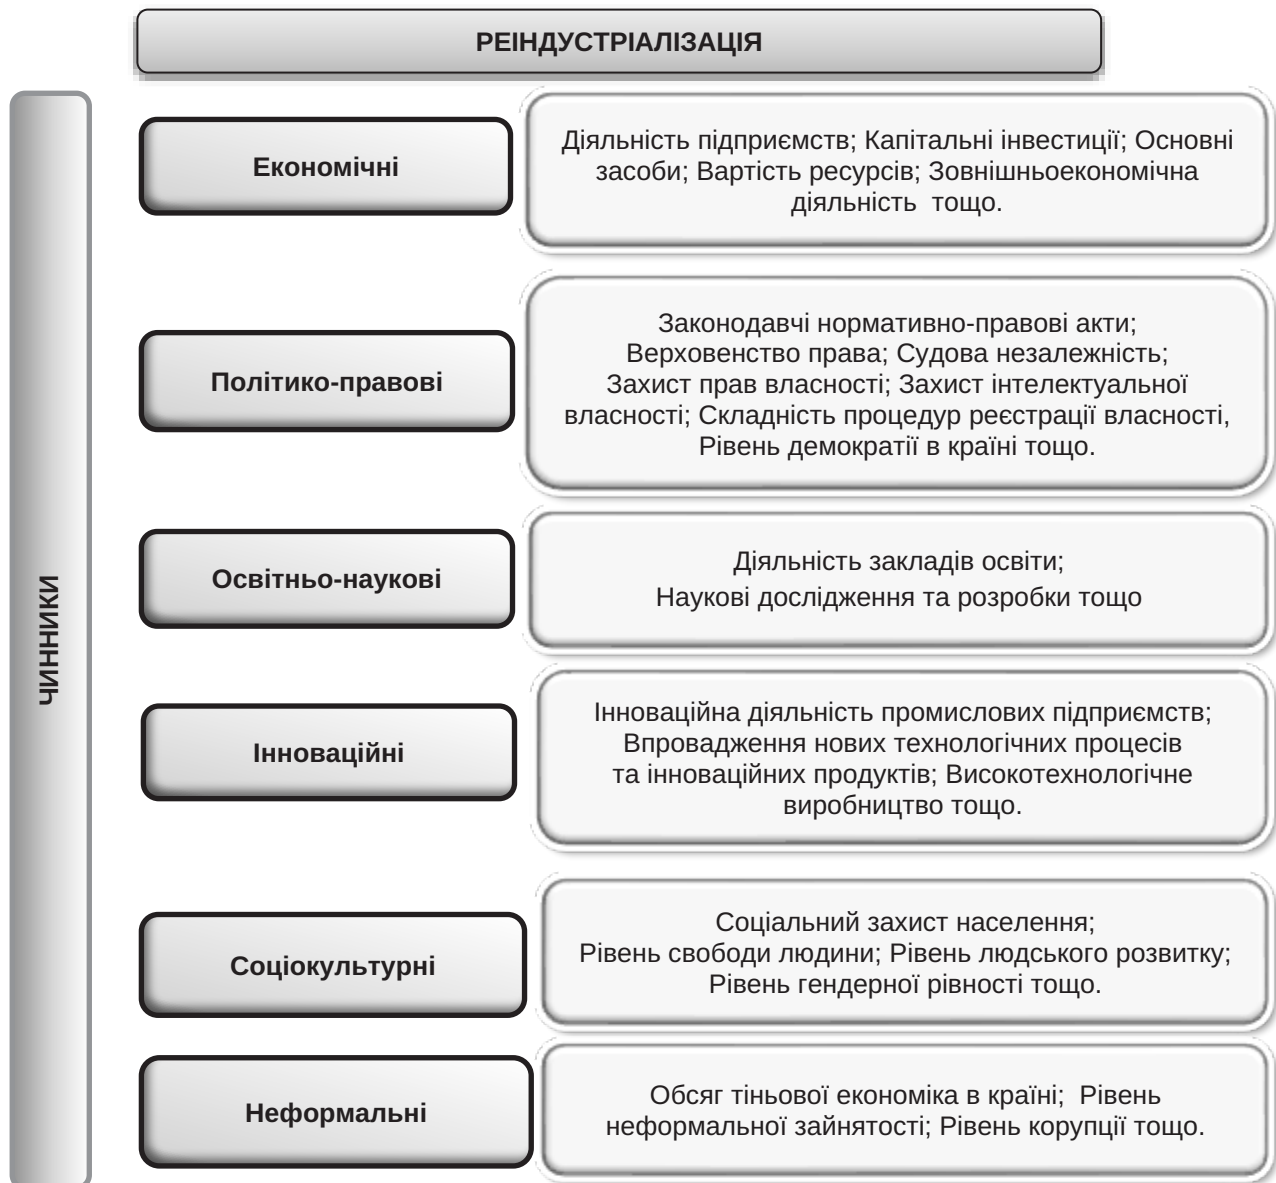 РЕІНДУСТРІАЛІЗАЦІЯ
ЧИННИКИ
Економічні
Діяльність підприємств; Капітальні інвестиції; Основні
засоби; Вартість ресурсів; Зовнішньоекономічна
діяльність тощо.
Політико-правові
Законодавчі нормативно-правові акти;
Верховенство права; Судова незалежність;
Захист прав власності; Захист інтелектуальної
власності; Складність процедур реєстрації власності,
Рівень демократії в країні тощо.
Освітньо-наукові
Діяльність закладів освіти;
Наукові дослідження та розробки тощо
Інноваційні
Інноваційна діяльність промислових підприємств;
Впровадження нових технологічних процесів
та інноваційних продуктів; Високотехнологічне
виробництво тощо.
Соціокультурні
Соціальний захист населення;
Рівень свободи людини; Рівень людського розвитку;
Рівень гендерної рівності тощо.
Неформальні
Обсяг тіньової економіка в країні; Рівень
неформальної зайнятості; Рівень корупції тощо.